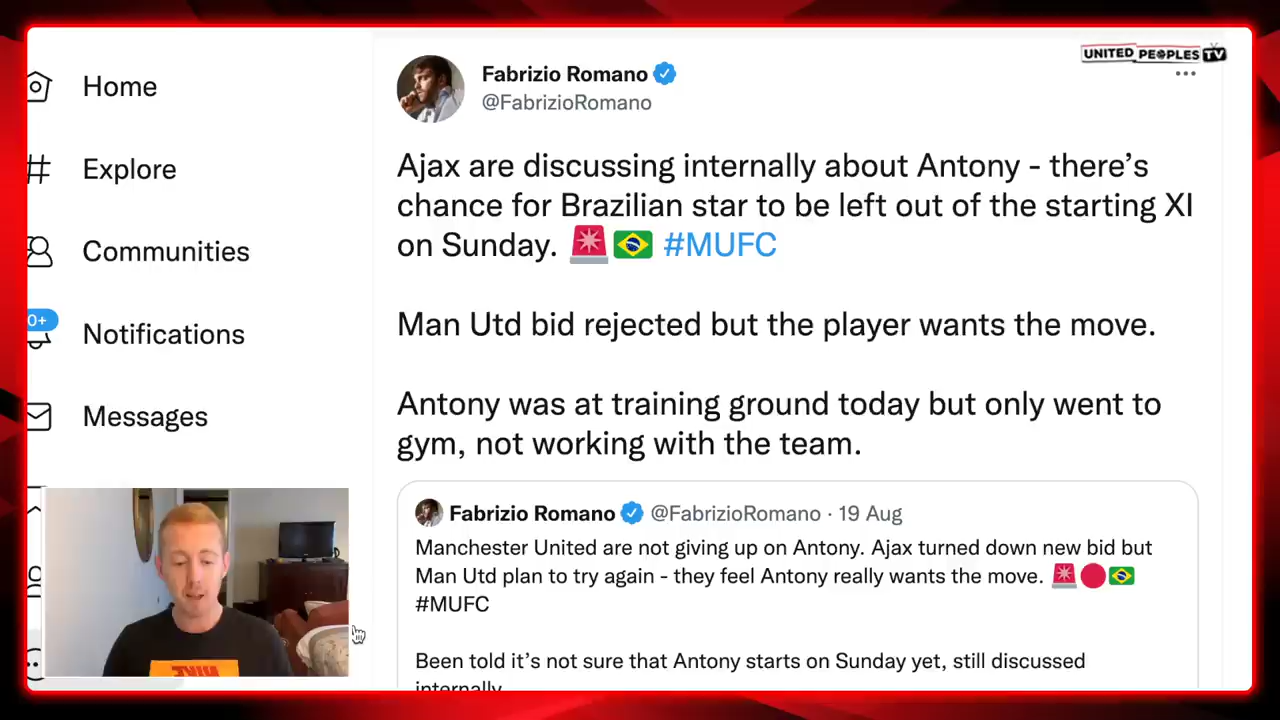 UNITED PEOPLES TV
Home
Explore
Communities
0+
Notifications
Messages
Fabrizio Romano
@FabrizioRomano
Ajax are discussing internally about Antony - there’s
chance for Brazilian star to be left out of the starting XI
on Sunday. 🚨🇧🇷 #MUFC
Man Utd bid rejected but the player wants the move.
Antony was at training ground today but only went to
gym, not working with the team.
Fabrizio Romano @FabrizioRomano · 19 Aug
Manchester United are not giving up on Antony. Ajax turned down new bid but
Man Utd plan to try again - they feel Antony really wants the move. 🚨🔴🇧🇷
#MUFC
Been told it’s not sure that Antony starts on Sunday yet, still discussed
internally
NIKE